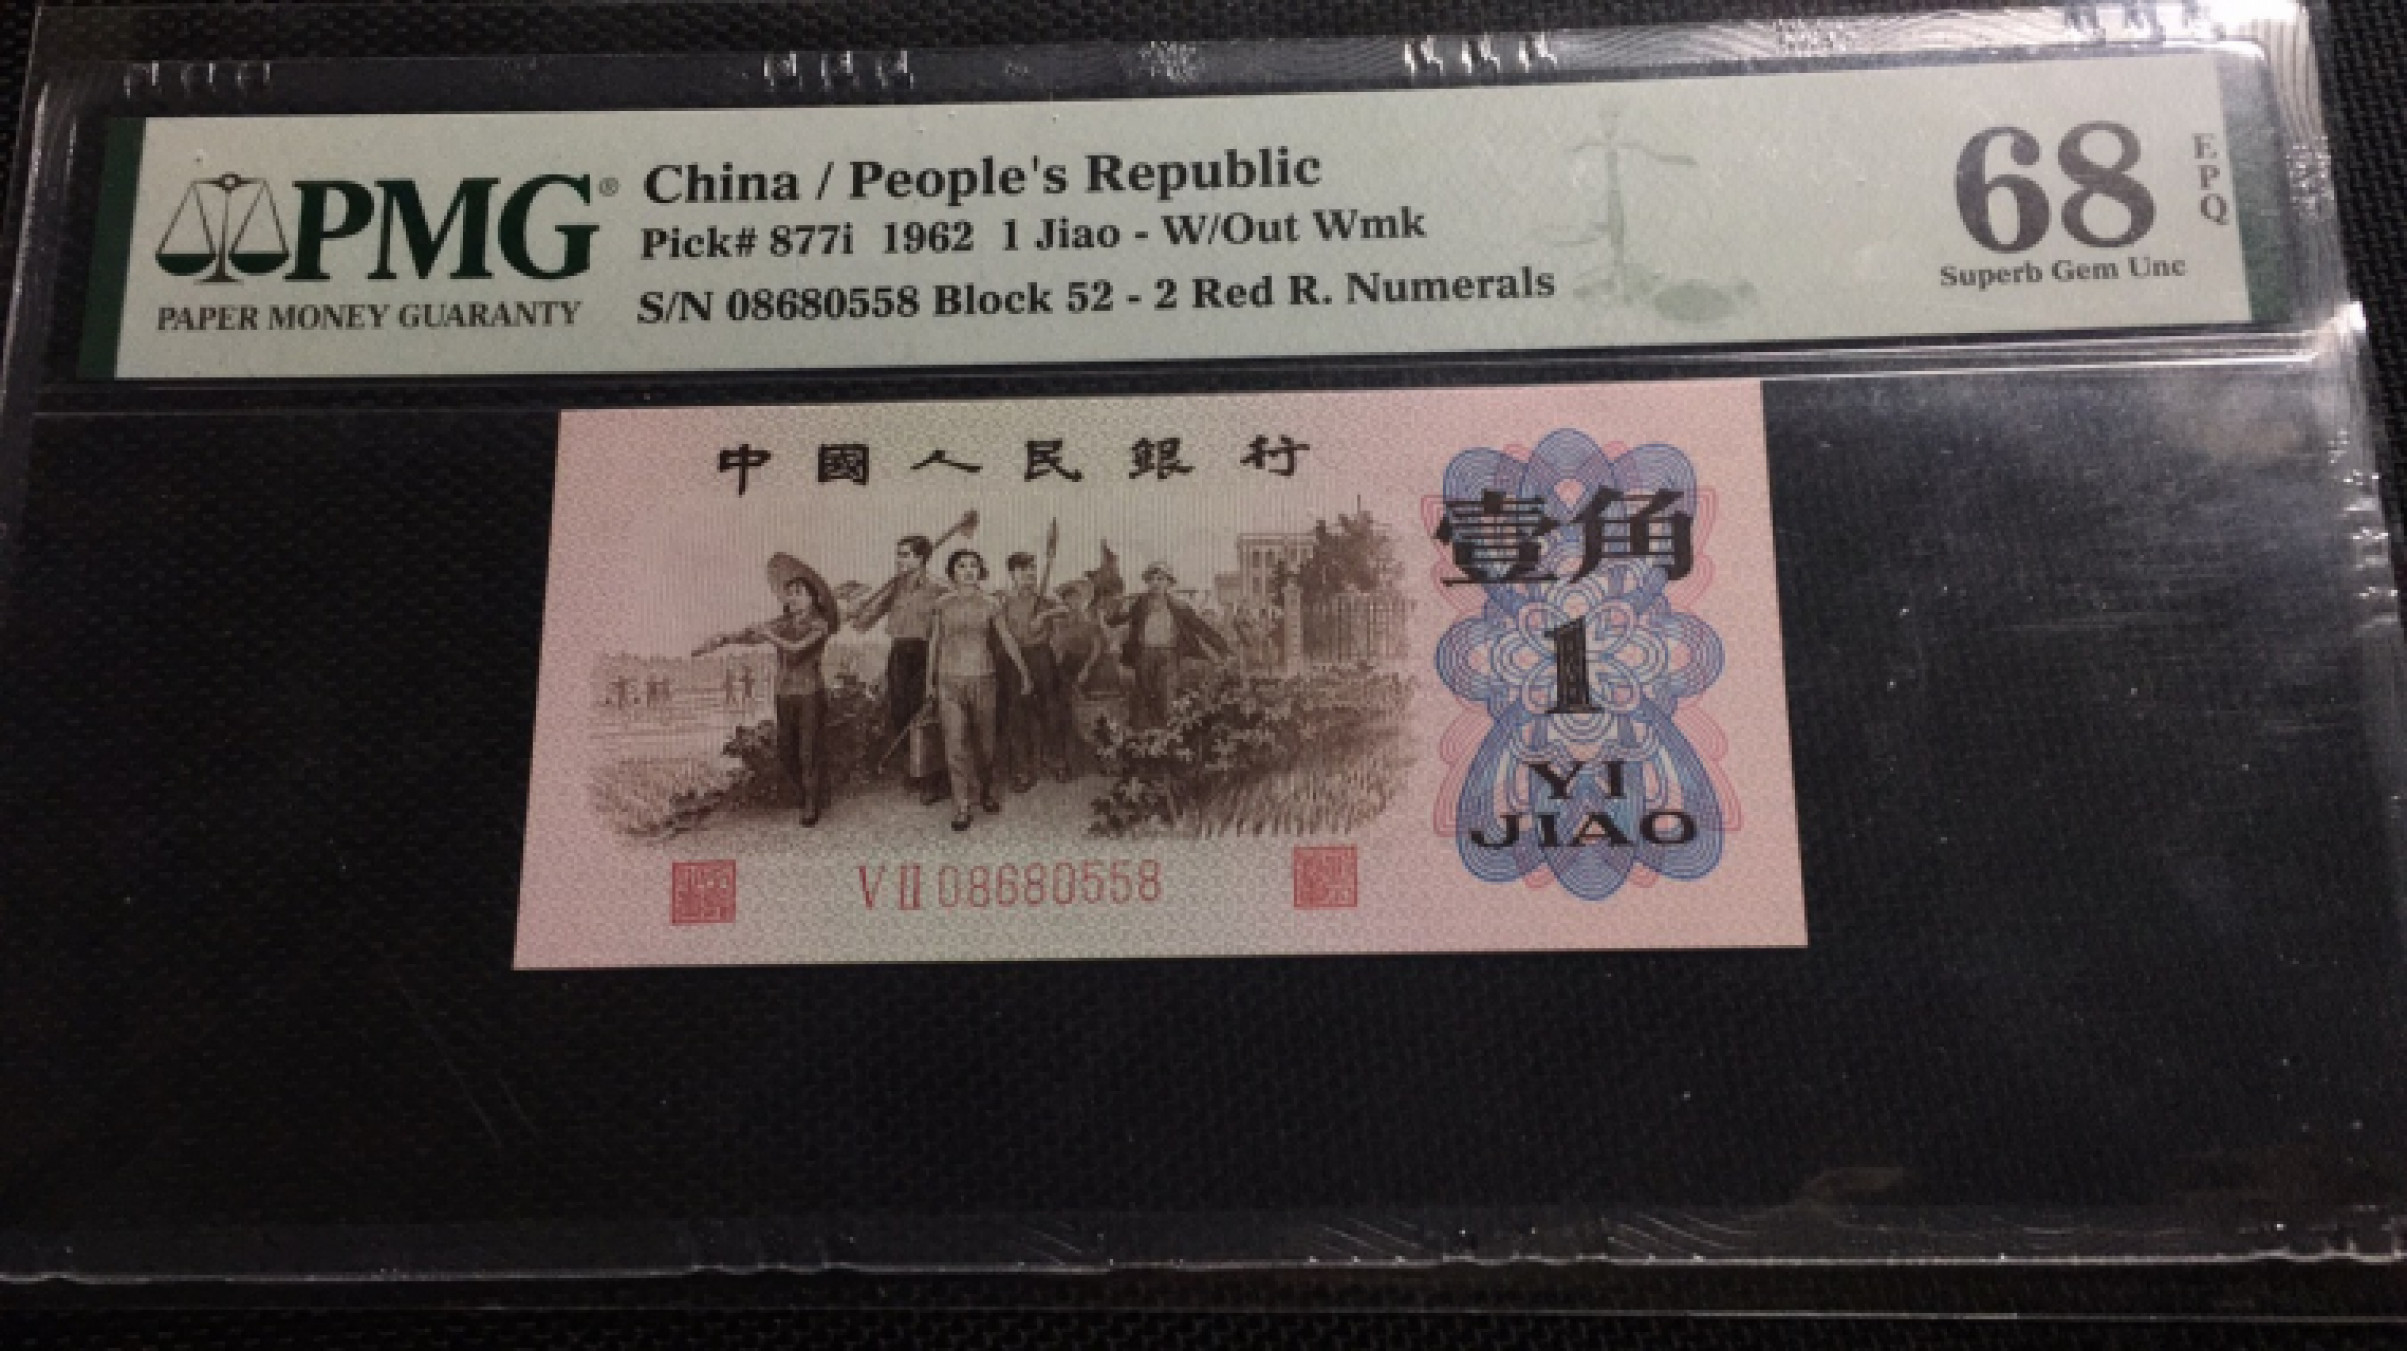 PMG®
PAPER MONEY GUARANTY
China / People's Republic
Pick# 877i 1962 1 Jiao - W/Out Wmk
S/N 08680558 Block 52 - 2 Red R. Numerals
68
EPQ
Superb Gem Unc
中國人民銀行
壹角
1
YI
JIAO
V II 08680558